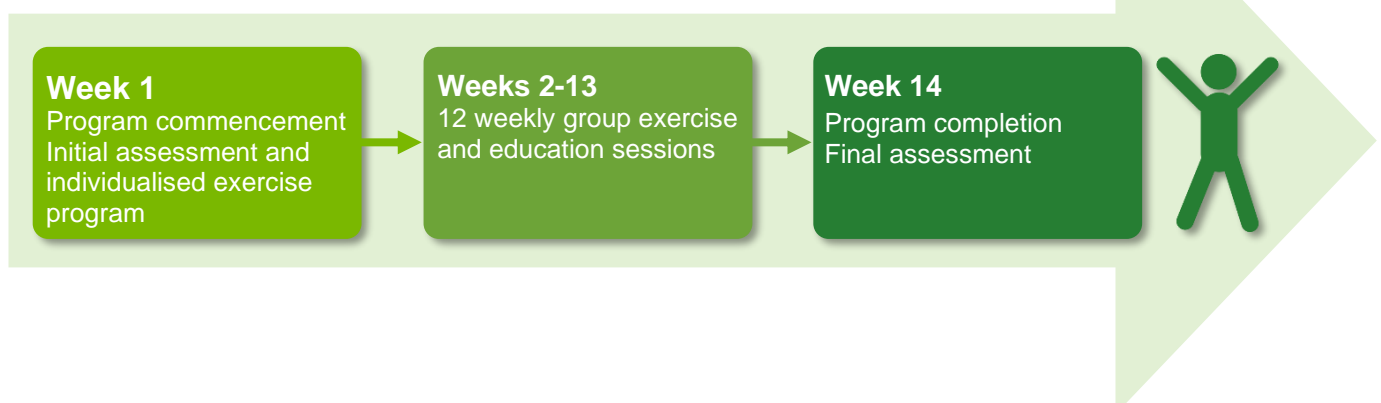 Week 1
Program commencement
Initial assessment and
individualised exercise
program
Weeks 2-13
12 weekly group exercise
and education sessions
Week 14
Program completion
Final assessment